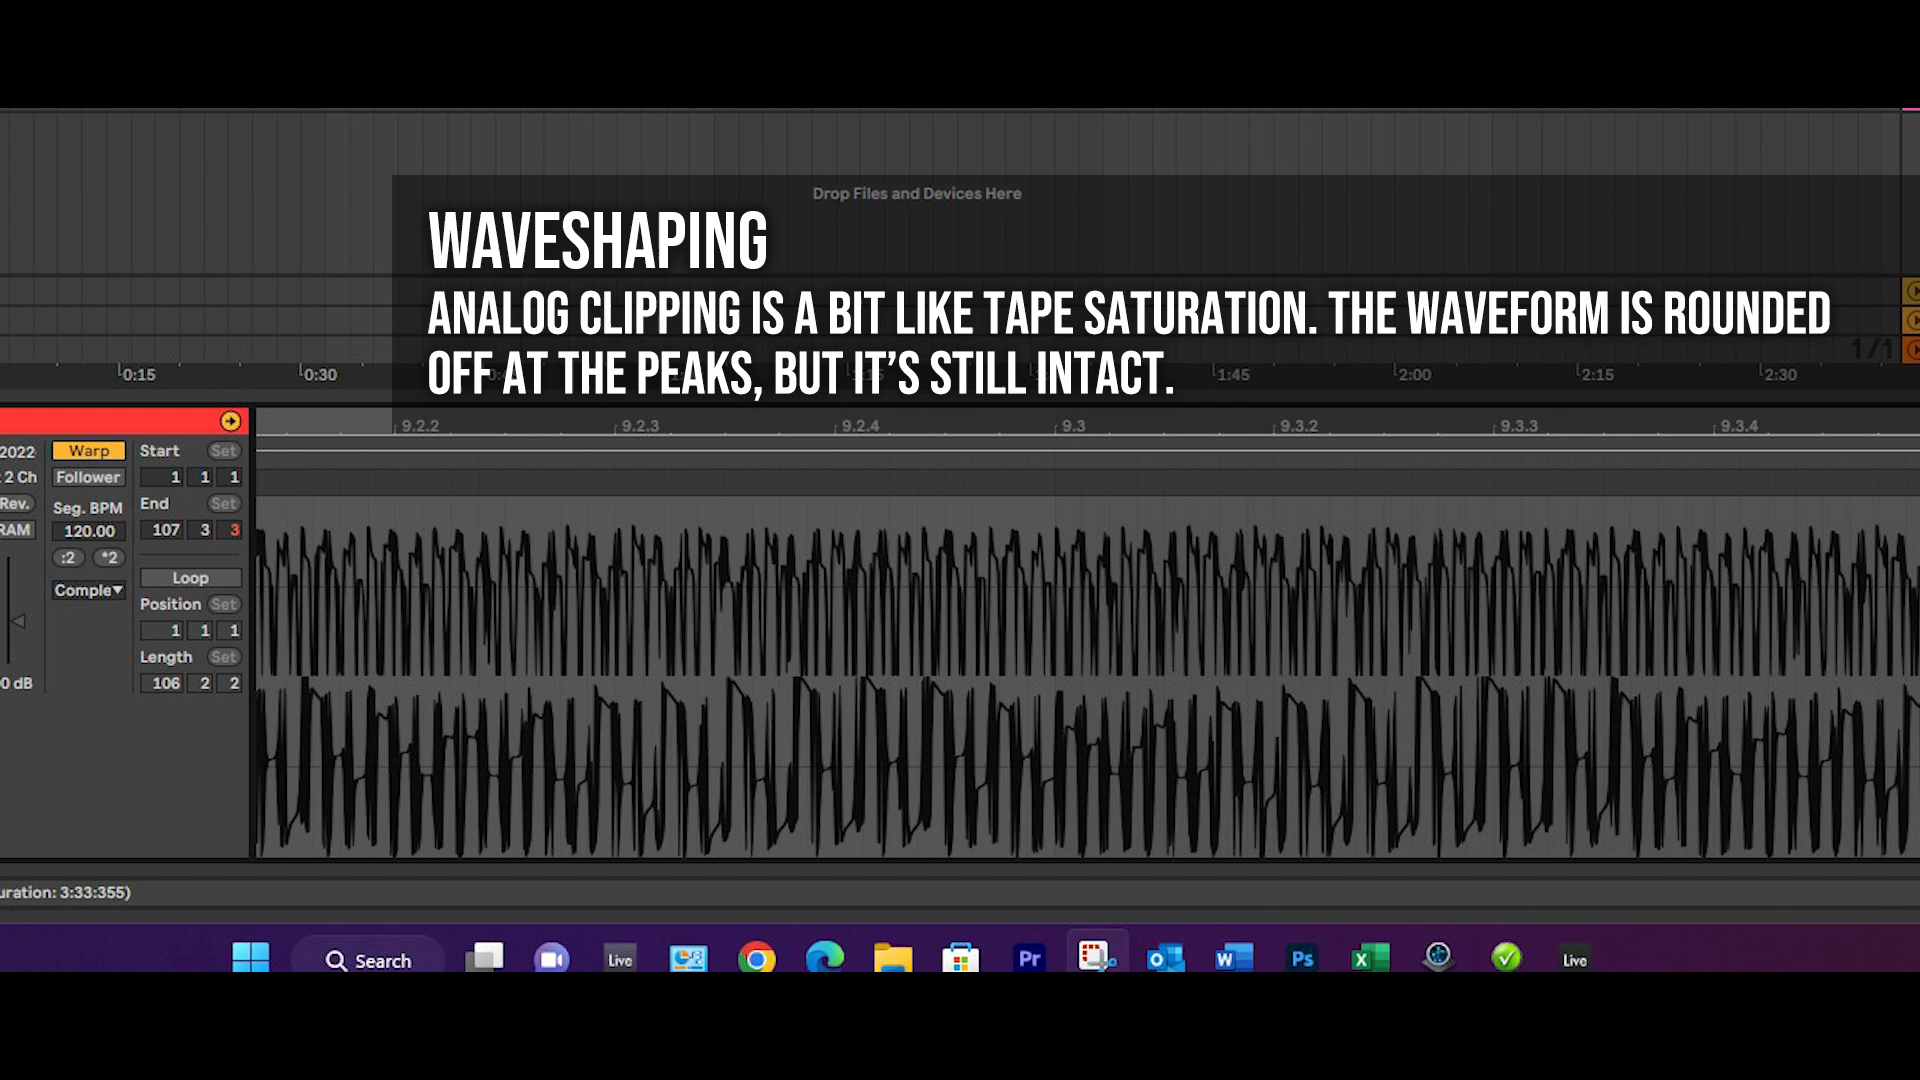 Drop Files and Devices Here
WAVESHAPING
ANALOG CLIPPING IS A BIT LIKE TAPE SATURATION. THE WAVEFORM IS ROUNDED
OFF AT THE PEAKS, BUT IT'S STILL INTACT.
1/1
0:15 0:30 1:45 2:00 2:15 2:30
9.2.2 9.2.3 9.2.4 9.3 9.3.2 9.3.3 9.3.4
2022 Warp Start Set
2 Ch Follower 1 1 1
Rev. Seg. BPM End Set
RAM 120.00 107 3 3
:2 *2
Loop
Comple
Position Set
1 1 1
Length Set
0 dB 106 2 2
uration: 3:33:355)
Search Live Pr W Ps X Live